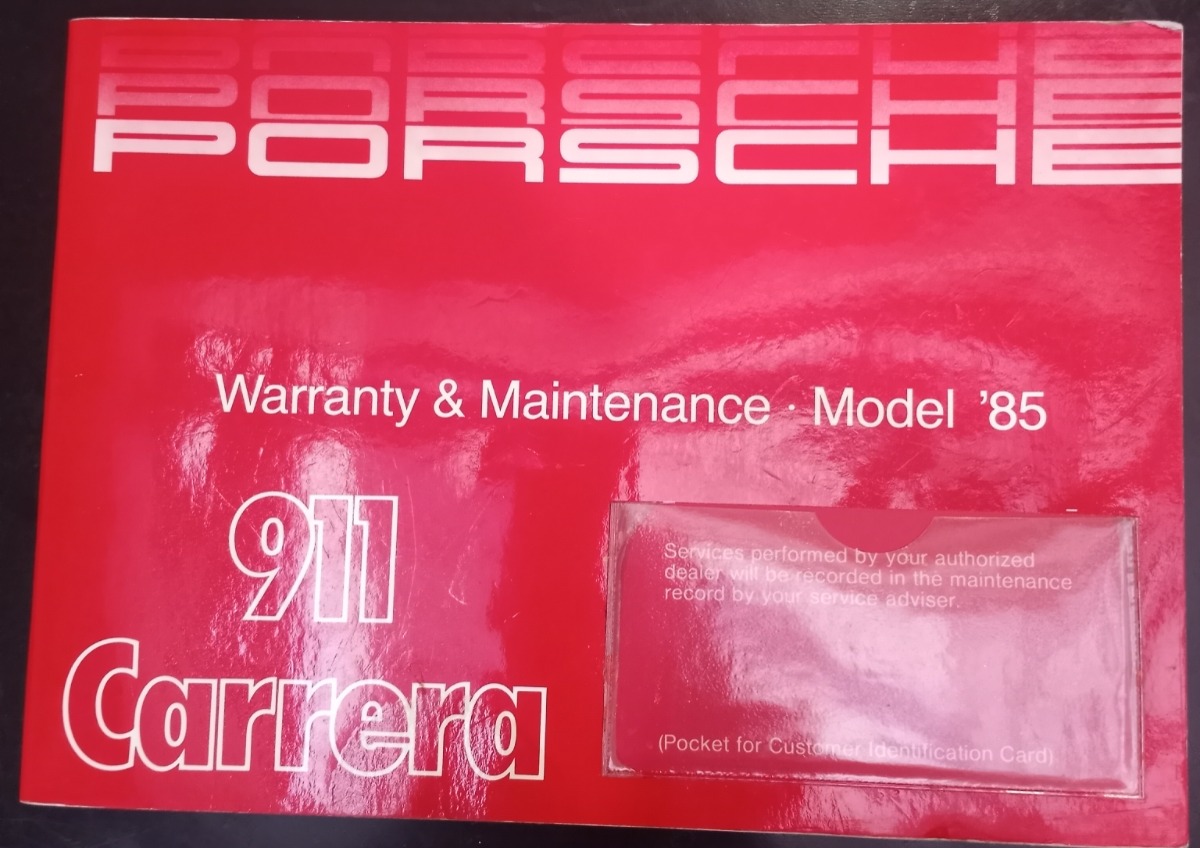 PORSCHE
PORSCHE
PORSCHE
Warranty & Maintenance · Model '85
911
Carrera
Services performed by your authorized
dealer will be recorded in the maintenance
record by your service adviser.
(Pocket for Customer Identification Card)